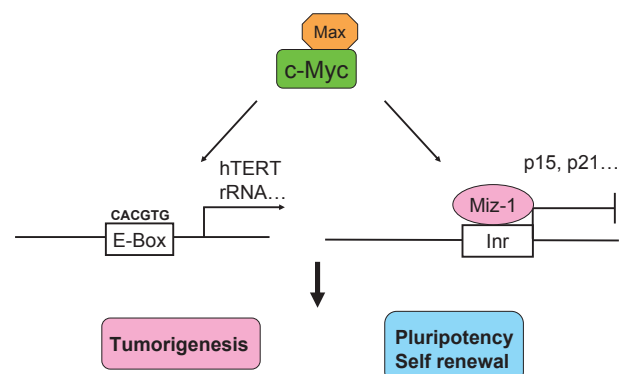 Max
c-Myc
hTERT
rRNA...
p15, p21...
CACGTG
E-Box
Miz-1
Inr
Tumorigenesis
Pluripotency
Self renewal